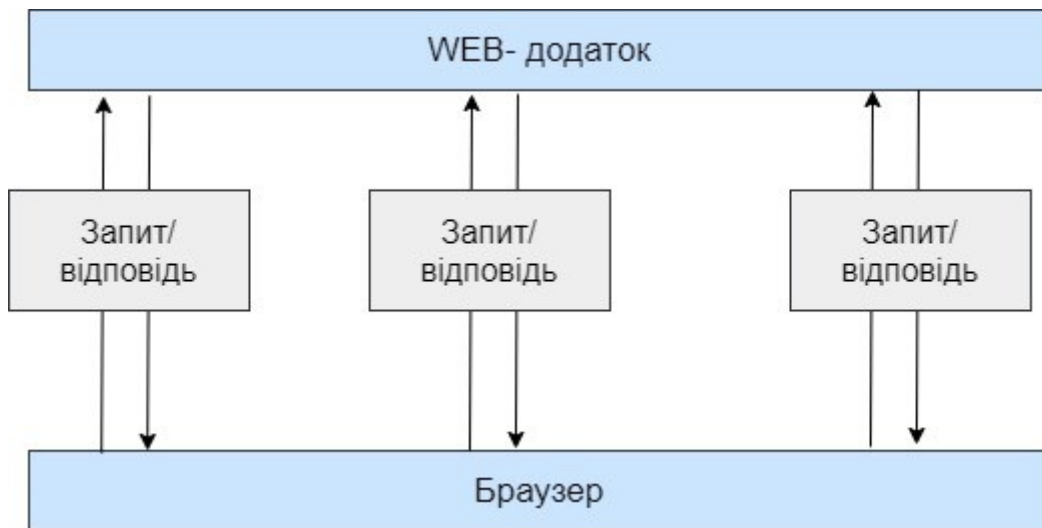 WEB- додаток
Запит/
відповідь
Запит/
відповідь
Запит/
відповідь
Браузер